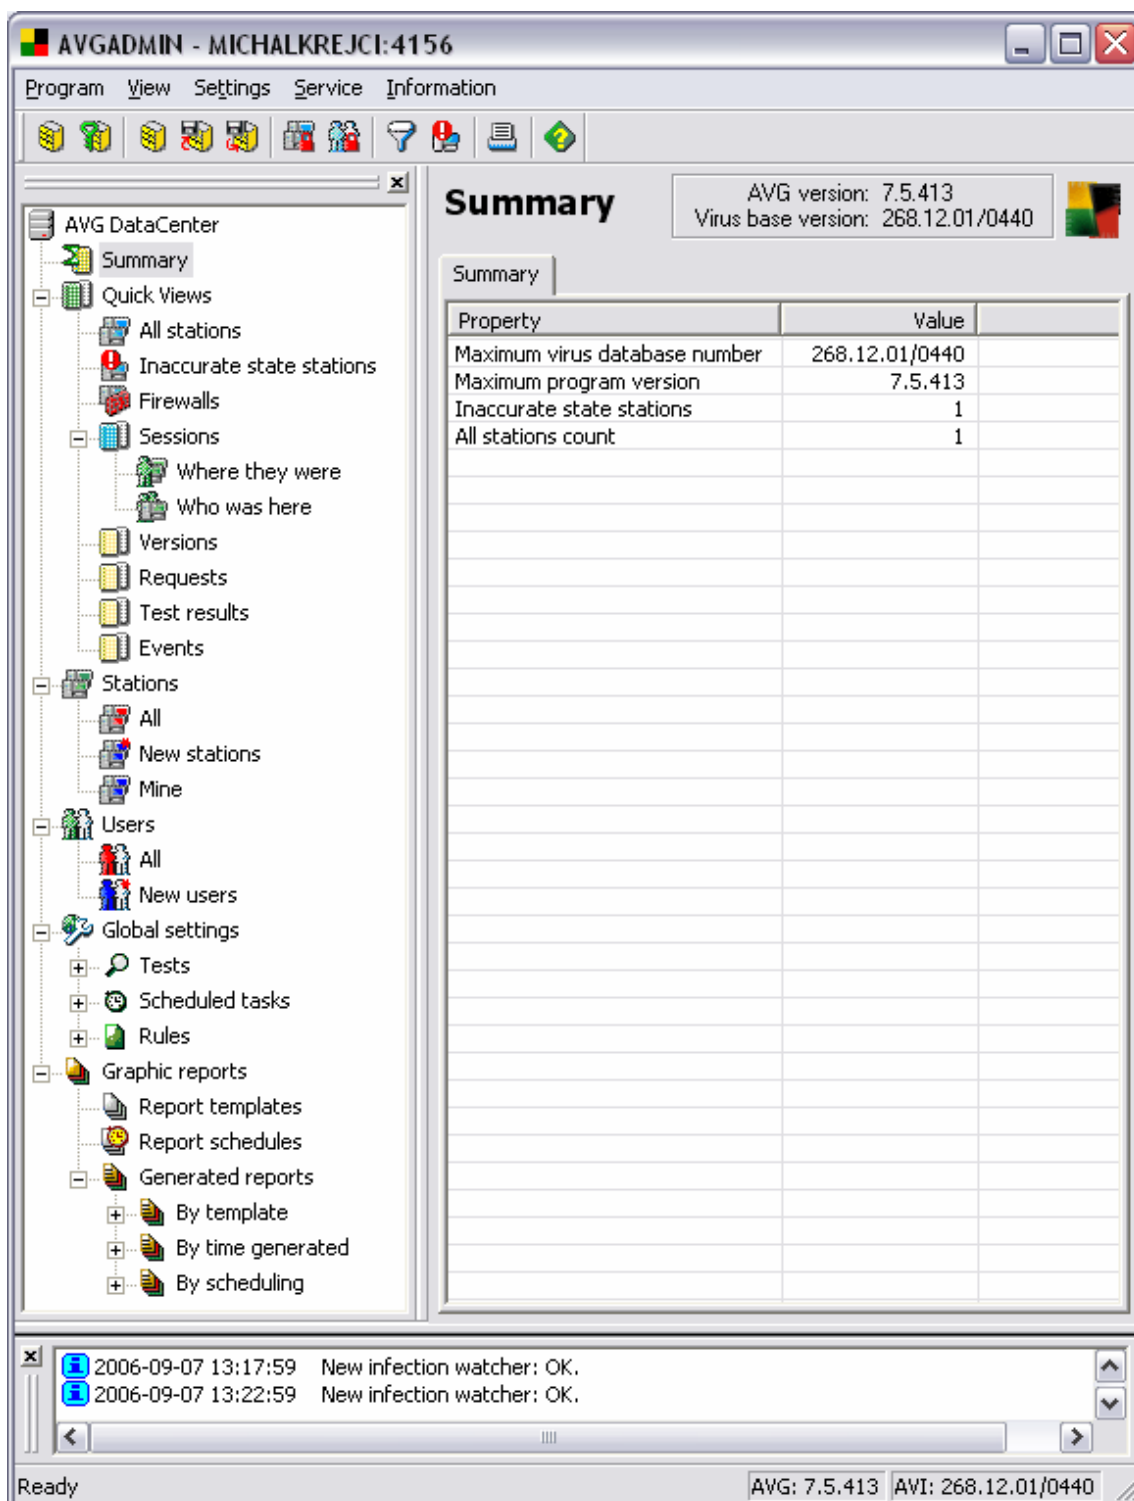 AVGADMIN - MICHALKREJCI:4156
Program View Settings Service Information
Summary
AVG version: 7.5.413
Virus base version: 268.12.01/0440
AVG DataCenter
Summary
Quick Views
All stations
Inaccurate state stations
Firewalls
Sessions
Where they were
Who was here
Versions
Requests
Test results
Events
Stations
All
New stations
Mine
Users
All
New users
Global settings
Tests
Scheduled tasks
Rules
Graphic reports
Report templates
Report schedules
Generated reports
By template
By time generated
By scheduling
Summary
Property Value
Maximum virus database number 268.12.01/0440
Maximum program version 7.5.413
Inaccurate state stations 1
All stations count 1
2006-09-07 13:17:59 New infection watcher: OK.
2006-09-07 13:22:59 New infection watcher: OK.
Ready AVG: 7.5.413 AVI: 268.12.01/0440